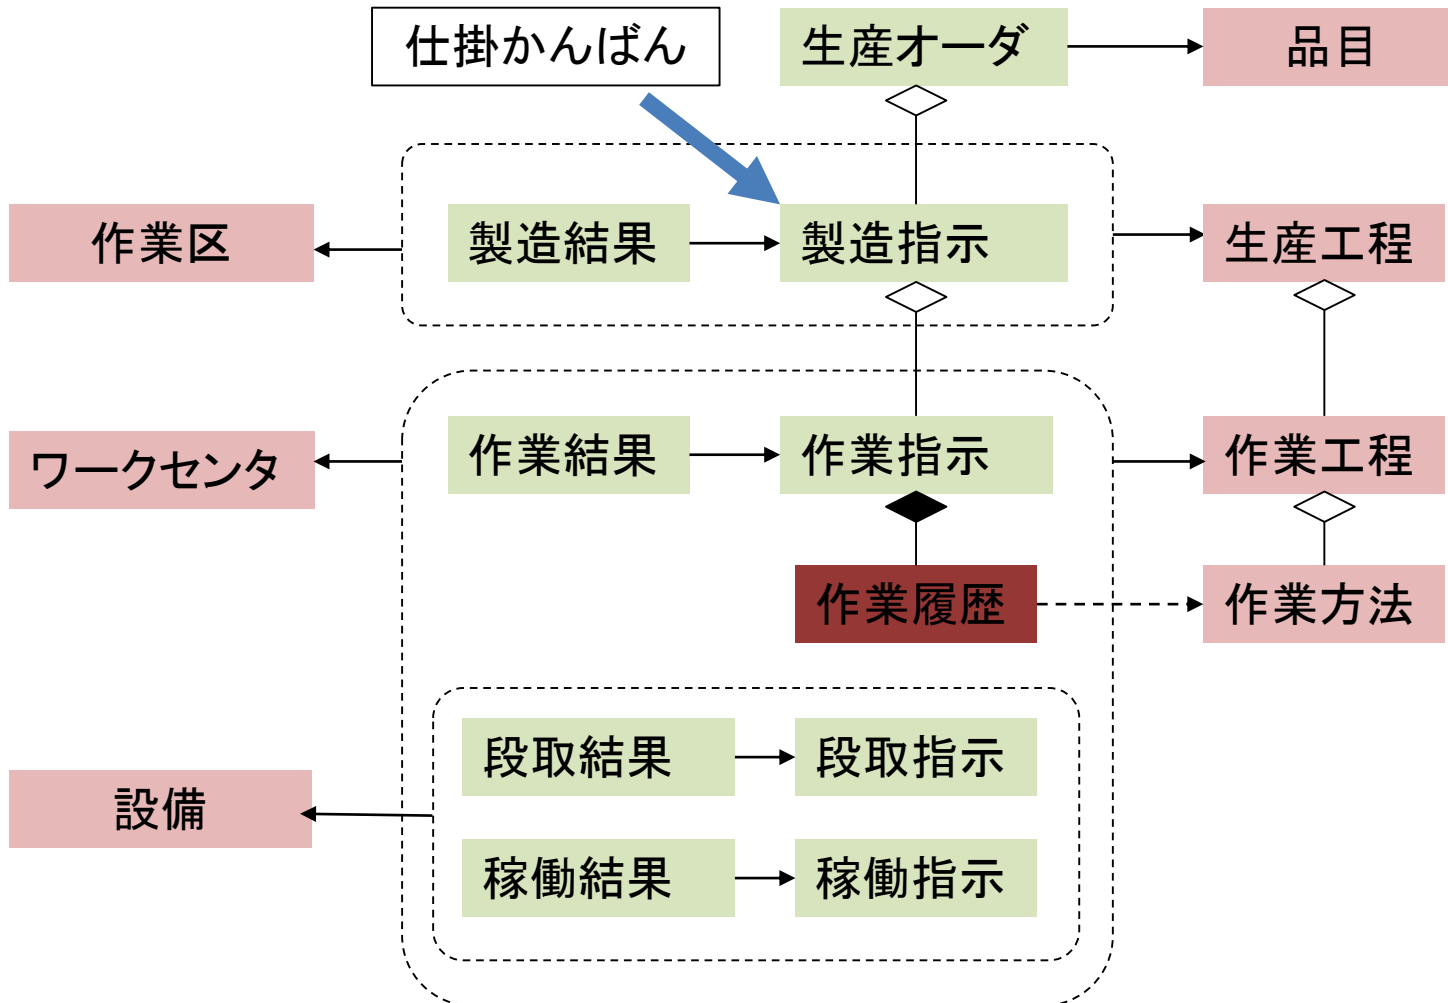 仕掛かんばん
生産オーダ
品目
作業区
製造結果
製造指示
生産工程
ワークセンタ
作業結果
作業指示
作業工程
作業履歴
作業方法
段取結果
段取指示
設備
稼働結果
稼働指示